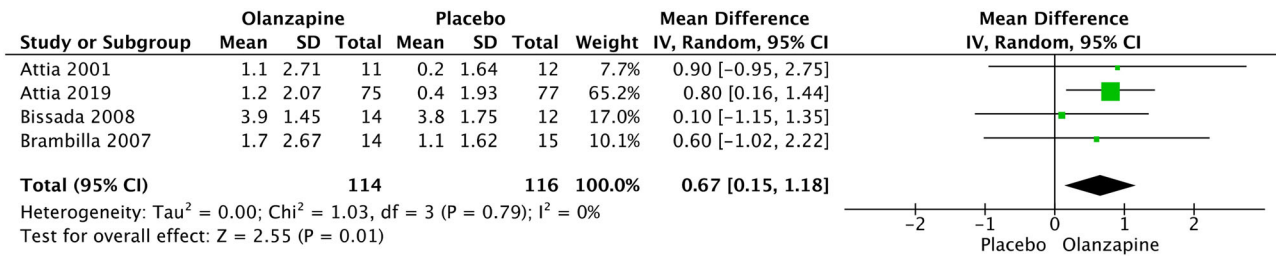 Olanzapine Placebo Mean Difference Mean Difference
Study or Subgroup Mean SD Total Mean SD Total Weight IV, Random, 95% CI IV, Random, 95% CI
Attia 2001 1.1 2.71 11 0.2 1.64 12 7.7% 0.90 [−0.95, 2.75]
Attia 2019 1.2 2.07 75 0.4 1.93 77 65.2% 0.80 [0.16, 1.44]
Bissada 2008 3.9 1.45 14 3.8 1.75 12 17.0% 0.10 [−1.15, 1.35]
Brambilla 2007 1.7 2.67 14 1.1 1.62 15 10.1% 0.60 [−1.02, 2.22]
Total (95% CI) 114 116 100.0% 0.67 [0.15, 1.18]
Heterogeneity: Tau² = 0.00; Chi² = 1.03, df = 3 (P = 0.79); I² = 0%
Test for overall effect: Z = 2.55 (P = 0.01)
−2 −1 0 1 2
Placebo Olanzapine